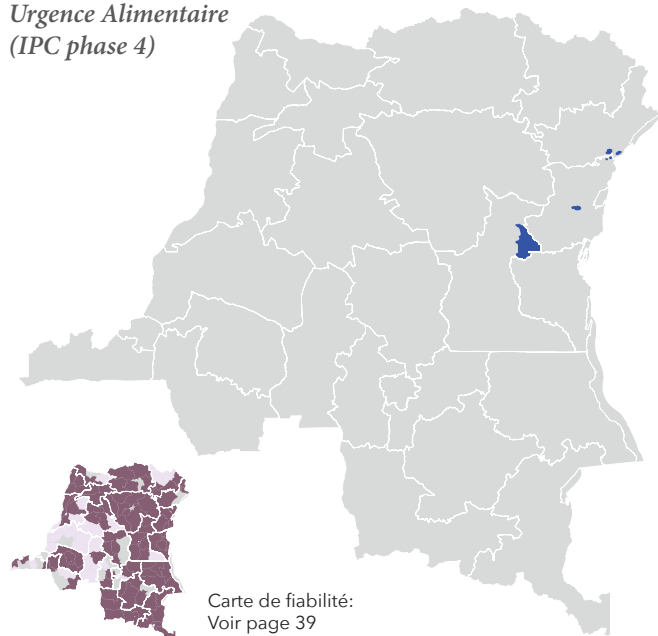 Urgence Alimentaire
(IPC phase 4)
Carte de fiabilité:
Voir page 39